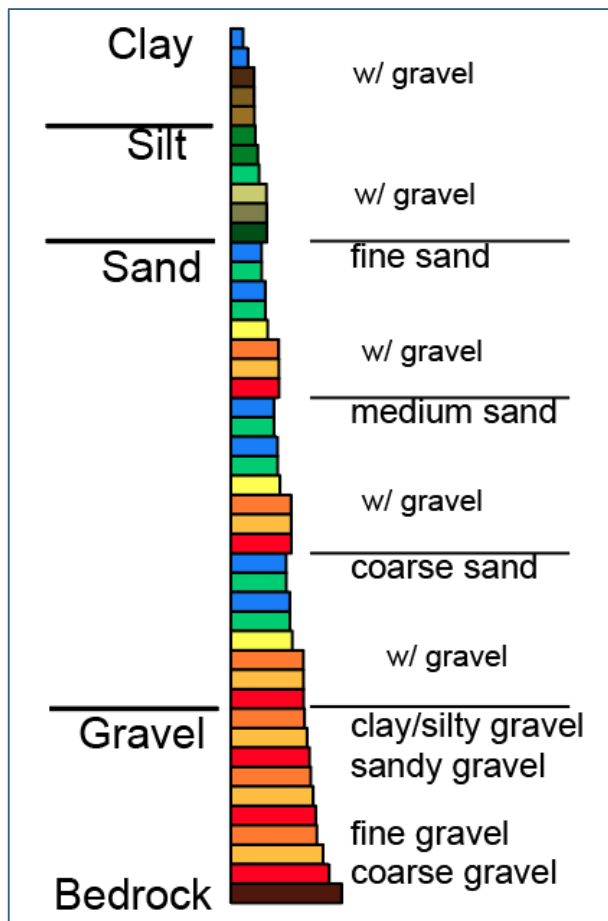 Clay
w/ gravel
Silt
w/ gravel
Sand
fine sand
w/ gravel
medium sand
w/ gravel
coarse sand
w/ gravel
Gravel
clay/silty gravel
sandy gravel
fine gravel
coarse gravel
Bedrock